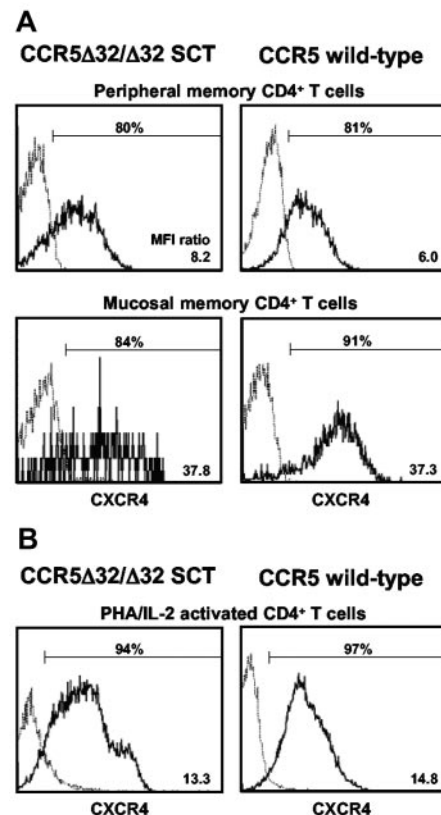 A
CCR5Δ32/Δ32 SCT CCR5 wild-type
Peripheral memory CD4+ T cells
80% 81%
MFI ratio
8.2 6.0
Mucosal memory CD4+ T cells
84% 91%
37.8 37.3
CXCR4 CXCR4
B
CCR5Δ32/Δ32 SCT CCR5 wild-type
PHA/IL-2 activated CD4+ T cells
94% 97%
13.3 14.8
CXCR4 CXCR4